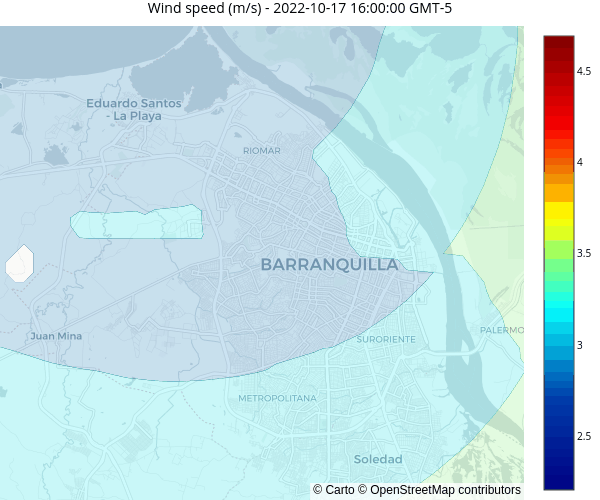 Wind speed (m/s) - 2022-10-17 16:00:00 GMT-5
4.5
Eduardo Santos
- La Playa
RIOMAR
4
3.5
BARRANQUILLA
Juan Mina
SURORIENTE
PALERMO
3
METROPOLITANA
2.5
Soledad
© Carto © OpenStreetMap contributors